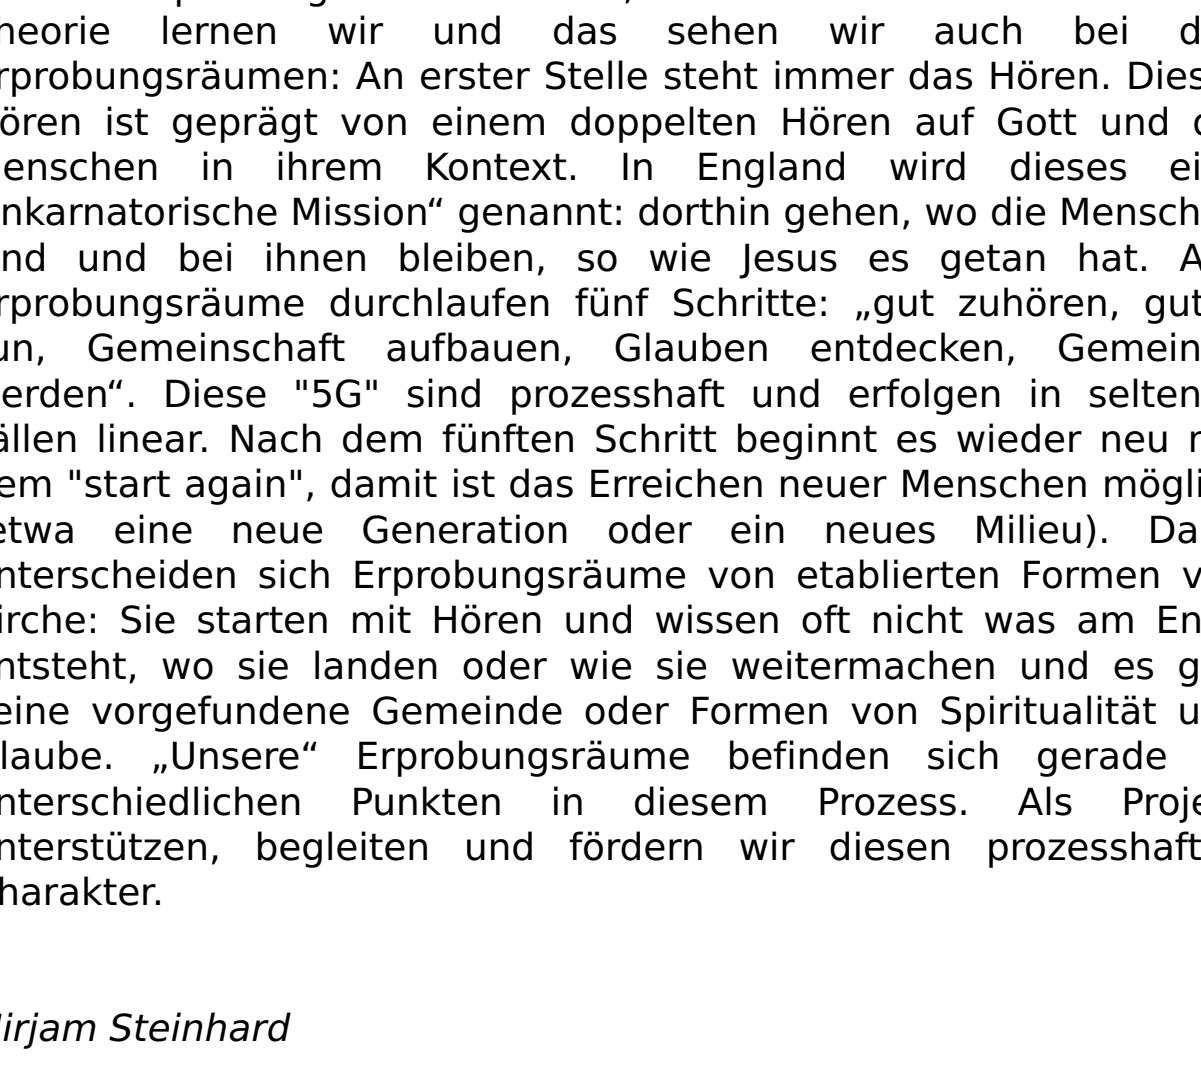 heorie lernen wir und das sehen wir auch bei d
rprobungsräumen: An erster Stelle steht immer das Hören. Dies
ören ist geprägt von einem doppelten Hören auf Gott und d
enschen in ihrem Kontext. In England wird dieses ei
nkarnatorische Mission“ genannt: dorthin gehen, wo die Mensch
nd und bei ihnen bleiben, so wie Jesus es getan hat. A
rprobungsräume durchlaufen fünf Schritte: „gut zuhören, gut
un, Gemeinschaft aufbauen, Glauben entdecken, Gemein
erden“. Diese "5G" sind prozesshaft und erfolgen in selten
ällen linear. Nach dem fünften Schritt beginnt es wieder neu m
em "start again", damit ist das Erreichen neuer Menschen mögli
etwa eine neue Generation oder ein neues Milieu). Da
nterscheiden sich Erprobungsräume von etablierten Formen v
irche: Sie starten mit Hören und wissen oft nicht was am En
ntsteht, wo sie landen oder wie sie weitermachen und es g
eine vorgefundene Gemeinde oder Formen von Spiritualität u
laube. „Unsere“ Erprobungsräume befinden sich gerade
nterschiedlichen Punkten in diesem Prozess. Als Proje
nterstützen, begleiten und fördern wir diesen prozesshaft
harakter.
irjam Steinhard